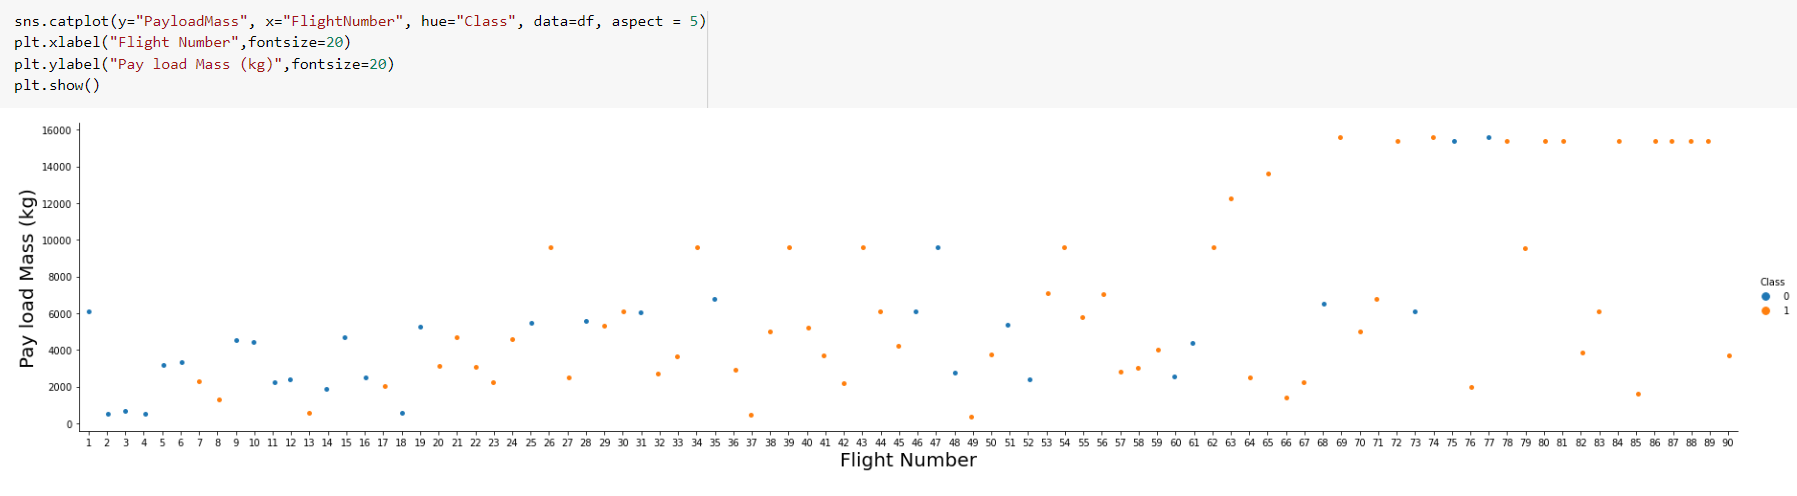 sns.catplot(y="PayloadMass", x="FlightNumber", hue="Class", data=df, aspect = 5)
plt.xlabel("Flight Number",fontsize=20)
plt.ylabel("Pay load Mass (kg)",fontsize=20)
plt.show()
16000
14000
12000
10000
8000
6000
4000
2000
0
Pay load Mass (kg)
Class
0
1
1 2 3 4 5 6 7 8 9 10 11 12 13 14 15 16 17 18 19 20 21 22 23 24 25 26 27 28 29 30 31 32 33 34 35 36 37 38 39 40 41 42 43 44 45 46 47 48 49 50 51 52 53 54 55 56 57 58 59 60 61 62 63 64 65 66 67 68 69 70 71 72 73 74 75 76 77 78 79 80 81 82 83 84 85 86 87 88 89 90
Flight Number